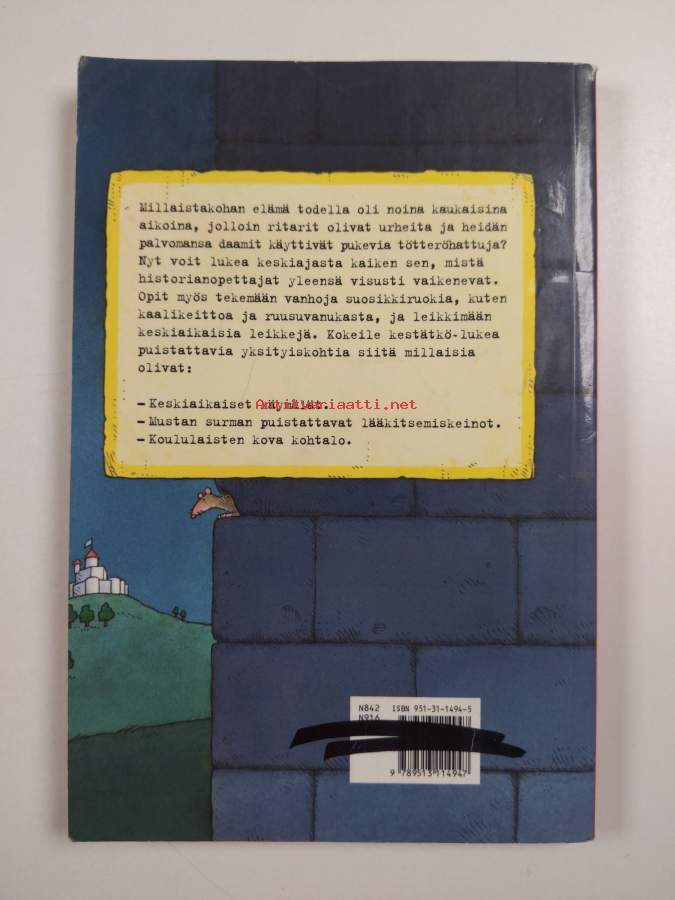 Millaistakohan elämä todella oli noina kaukaisina
aikoina, jolloin ritarit olivat urheita ja heidän
palvomansa daamit käyttivät pukevia tötteröhattuja?
Nyt voit lukea keskiajasta kaiken sen, mistä
historianopettajat yleensä visusti vaikenevat.
Opit myös tekemään vanhoja suosikkiruokia, kuten
kaalikeittoa ja ruusuvanukasta, ja leikkimään
keskiaikaisia leikkejä. Kokeile kestätkö lukea
puistattavia yksityiskohtia siitä millaisia
olivat:
– Keskiaikaiset
Antikvariaatti.net
– Mustan surman puistattavat lääkitsemiskeinot.
– Koululaisten kova kohtalo.
N842 ISBN 951-31-1494-5
N916
9 789513 114947